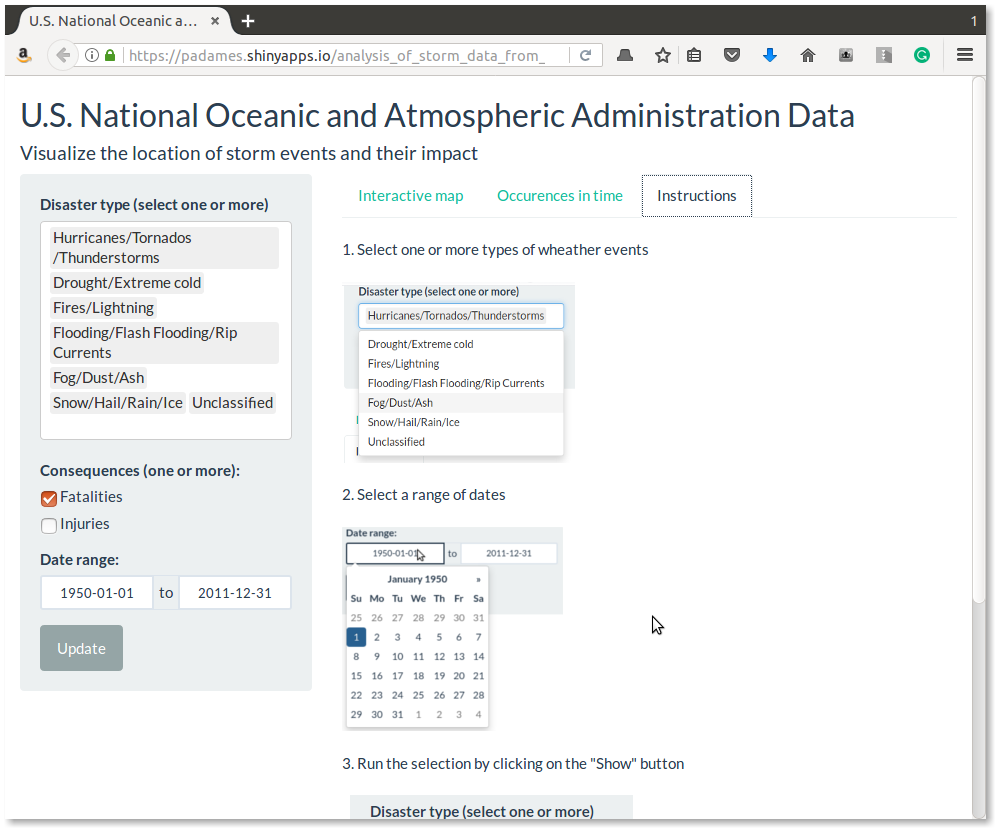 U.S. National Oceanic a...
1
https://padames.shinyapps.io/analysis_of_storm_data_from_
U.S. National Oceanic and Atmospheric Administration Data
Visualize the location of storm events and their impact
Disaster type (select one or more)
Hurricanes/Tornados
/Thunderstorms
Drought/Extreme cold
Fires/Lightning
Flooding/Flash Flooding/Rip
Currents
Fog/Dust/Ash
Snow/Hail/Rain/Ice Unclassified
Consequences (one or more):
Fatalities
Injuries
Date range:
1950-01-01 to 2011-12-31
Update
Interactive map Occurences in time Instructions
1. Select one or more types of wheather events
Disaster type (select one or more)
Hurricanes/Tornados/Thunderstorms
Drought/Extreme cold
Fires/Lightning
Flooding/Flash Flooding/Rip Currents
Fog/Dust/Ash
Snow/Hail/Rain/Ice
Unclassified
2. Select a range of dates
Date range:
1950-01-01 to 2011-12-31
January 1950 »
Su Mo Tu We Th Fr Sa
25 26 27 28 29 30 31
1 2 3 4 5 6 7
8 9 10 11 12 13 14
15 16 17 18 19 20 21
22 23 24 25 26 27 28
29 30 31 1 2 3 4
3. Run the selection by clicking on the "Show" button
Disaster type (select one or more)